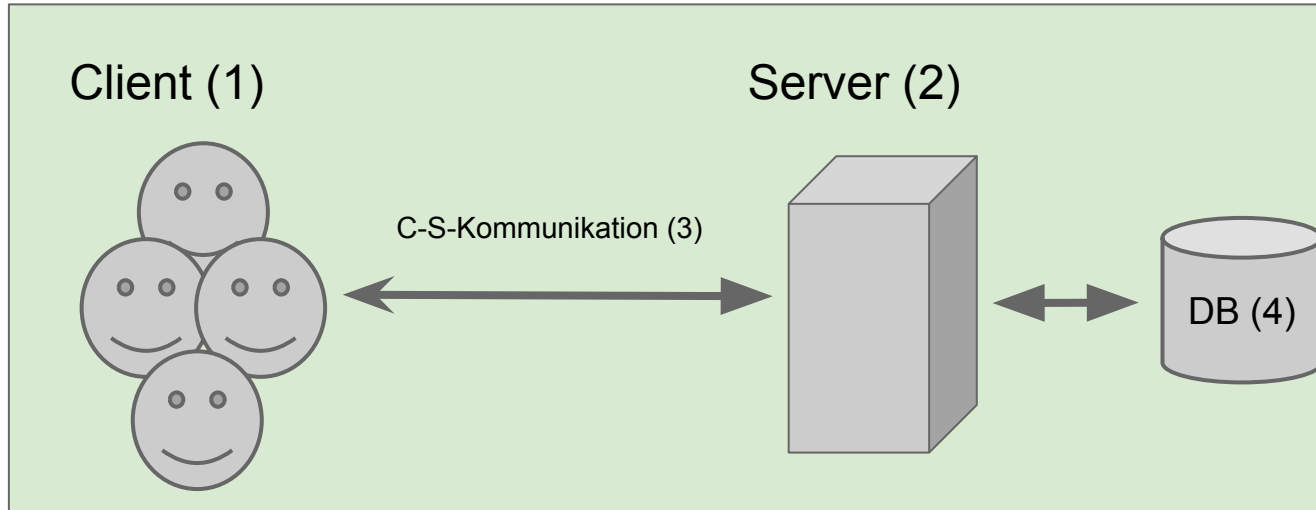 Client (1)
Server (2)
C-S-Kommunikation (3)
DB (4)